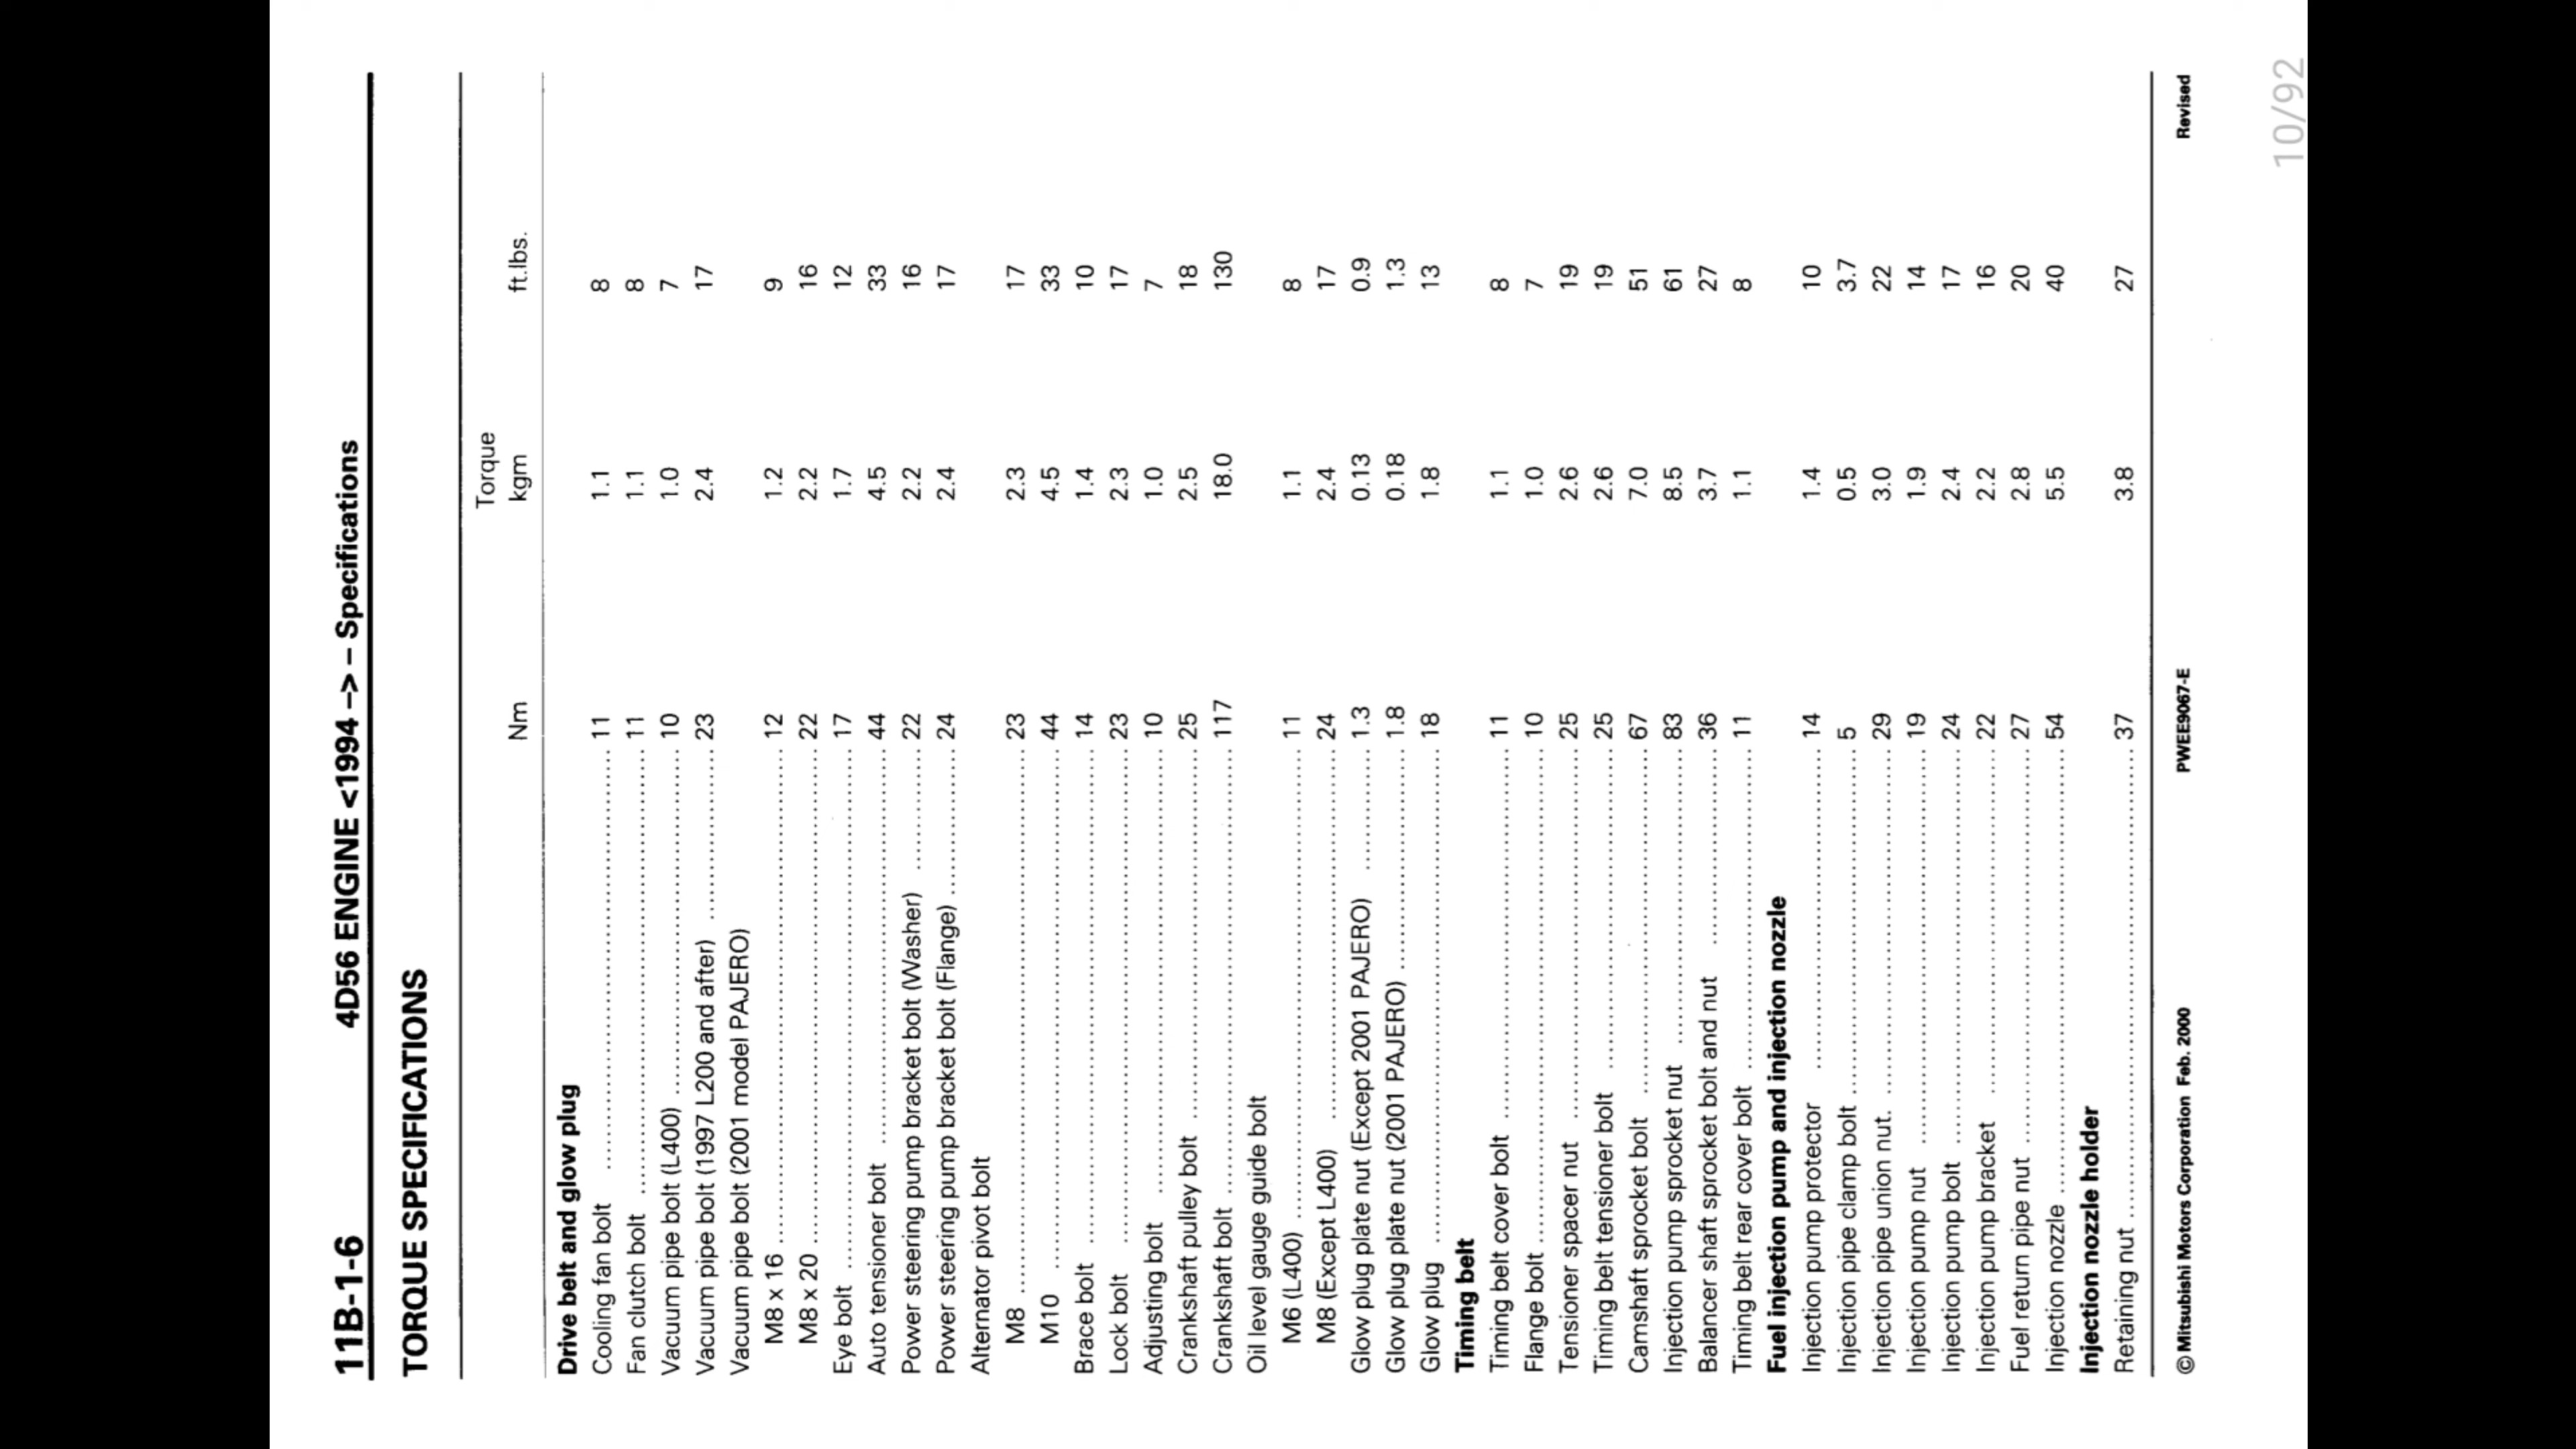 11B-1-6 4D56 ENGINE <1994 –> – Specifications
TORQUE SPECIFICATIONS
Torque
Nm kgm ft.lbs.
Drive belt and glow plug
Cooling fan bolt 11 1.1 8
Fan clutch bolt 11 1.1 8
Vacuum pipe bolt (L400) 10 1.0 7
Vacuum pipe bolt (1997 L200 and after) 23 2.4 17
Vacuum pipe bolt (2001 model PAJERO)
M8 x 16 12 1.2 9
M8 x 20 22 2.2 16
Eye bolt 17 1.7 12
Auto tensioner bolt 44 4.5 33
Power steering pump bracket bolt (Washer) 22 2.2 16
Power steering pump bracket bolt (Flange) 24 2.4 17
Alternator pivot bolt
M8 23 2.3 17
M10 44 4.5 33
Brace bolt 14 1.4 10
Lock bolt 23 2.3 17
Adjusting bolt 10 1.0 7
Crankshaft pulley bolt 25 2.5 18
Crankshaft bolt 117 18.0 130
Oil level gauge guide bolt
M6 (L400) 11 1.1 8
M8 (Except L400) 24 2.4 17
Glow plug plate nut (Except 2001 PAJERO) 1.3 0.13 0.9
Glow plug plate nut (2001 PAJERO) 1.8 0.18 1.3
Glow plug 18 1.8 13
Timing belt
Timing belt cover bolt 11 1.1 8
Flange bolt 10 1.0 7
Tensioner spacer nut 25 2.6 19
Timing belt tensioner bolt 25 2.6 19
Camshaft sprocket bolt 67 7.0 51
Injection pump sprocket nut 83 8.5 61
Balancer shaft sprocket bolt and nut 36 3.7 27
Timing belt rear cover bolt 11 1.1 8
Fuel injection pump and injection nozzle
Injection pump protector 14 1.4 10
Injection pipe clamp bolt 5 0.5 3.7
Injection pipe union nut. 29 3.0 22
Injection pump nut 19 1.9 14
Injection pump bolt 24 2.4 17
Injection pump bracket 22 2.2 16
Fuel return pipe nut 27 2.8 20
Injection nozzle 54 5.5 40
Injection nozzle holder
Retaining nut 37 3.8 27
© Mitsubishi Motors Corporation Feb. 2000 PWEE9067-E Revised
10/92